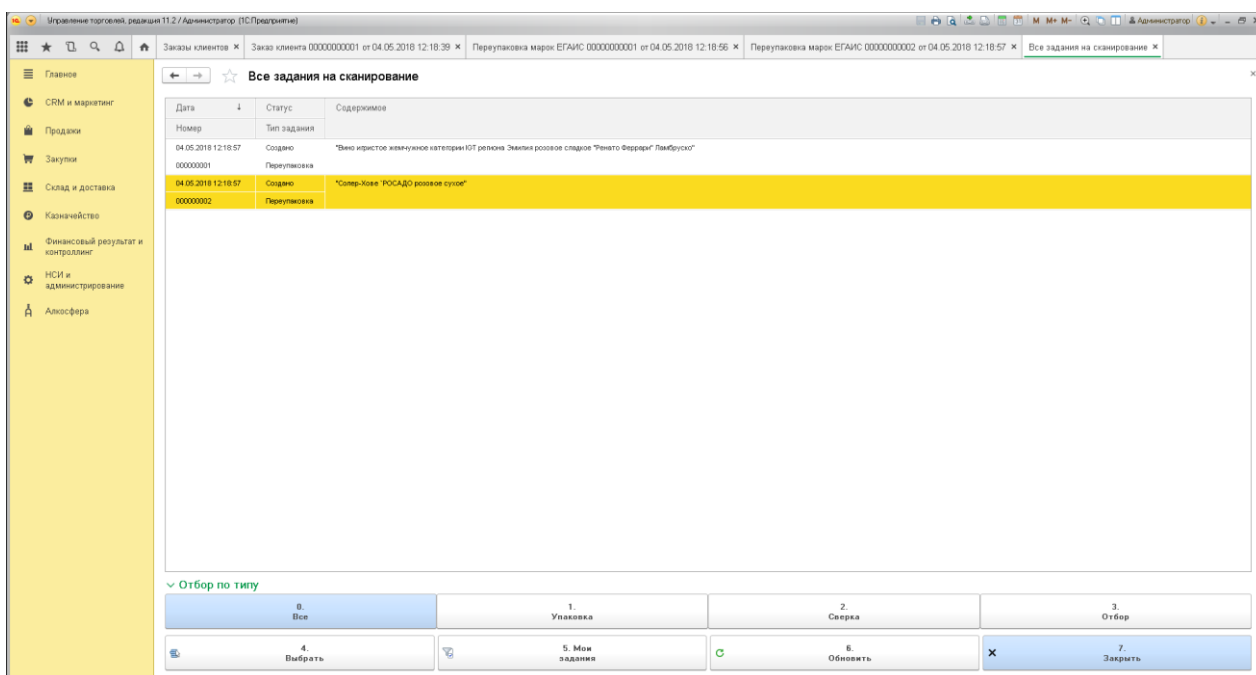 Управление торговлей, редакция 11.2 / Администратор (1С:Предприятие)
M M+ M-
Администратор
Заказы клиентов ×
Заказ клиента 00000000001 от 04.05.2018 12:18:39 ×
Переупаковка марок ЕГАИС 00000000001 от 04.05.2018 12:18:56 ×
Переупаковка марок ЕГАИС 00000000002 от 04.05.2018 12:18:57 ×
Все задания на сканирование ×
Главное
CRM и маркетинг
Продажи
Закупки
Склад и доставка
Казначейство
Финансовый результат и
контроллинг
НСИ и
администрирование
Алкосфера
Все задания на сканирование
Дата ↓ Статус Содержимое
Номер Тип задания
04.05.2018 12:18:57 Создано "Вино игристое жемчужное категории IGT региона Эмилия розовое сладкое "Ренато Феррари" Ламбруско"
000000001 Переупаковка
04.05.2018 12:18:57 Создано "Солер-Хове `РОСАДО розовое сухое"
000000002 Переупаковка
Отбор по типу
0.
Все
1.
Упаковка
2.
Сверка
3.
Отбор
4.
Выбрать
5. Мои
задания
6.
Обновить
7.
Закрыть